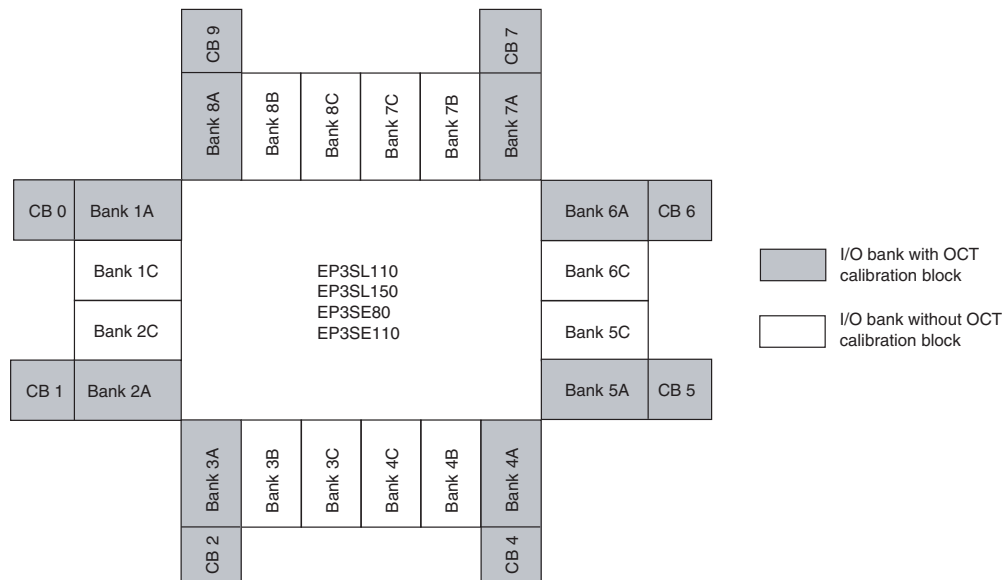 CB 9
CB 7
Bank 8A
Bank 8B
Bank 8C
Bank 7C
Bank 7B
Bank 7A
CB 0
Bank 1A
Bank 6A
CB 6
Bank 1C
Bank 6C
Bank 2C
Bank 5C
CB 1
Bank 2A
Bank 5A
CB 5
EP3SL110
EP3SL150
EP3SE80
EP3SE110
Bank 3A
Bank 3B
Bank 3C
Bank 4C
Bank 4B
Bank 4A
CB 2
CB 4
I/O bank with OCT
calibration block
I/O bank without OCT
calibration block